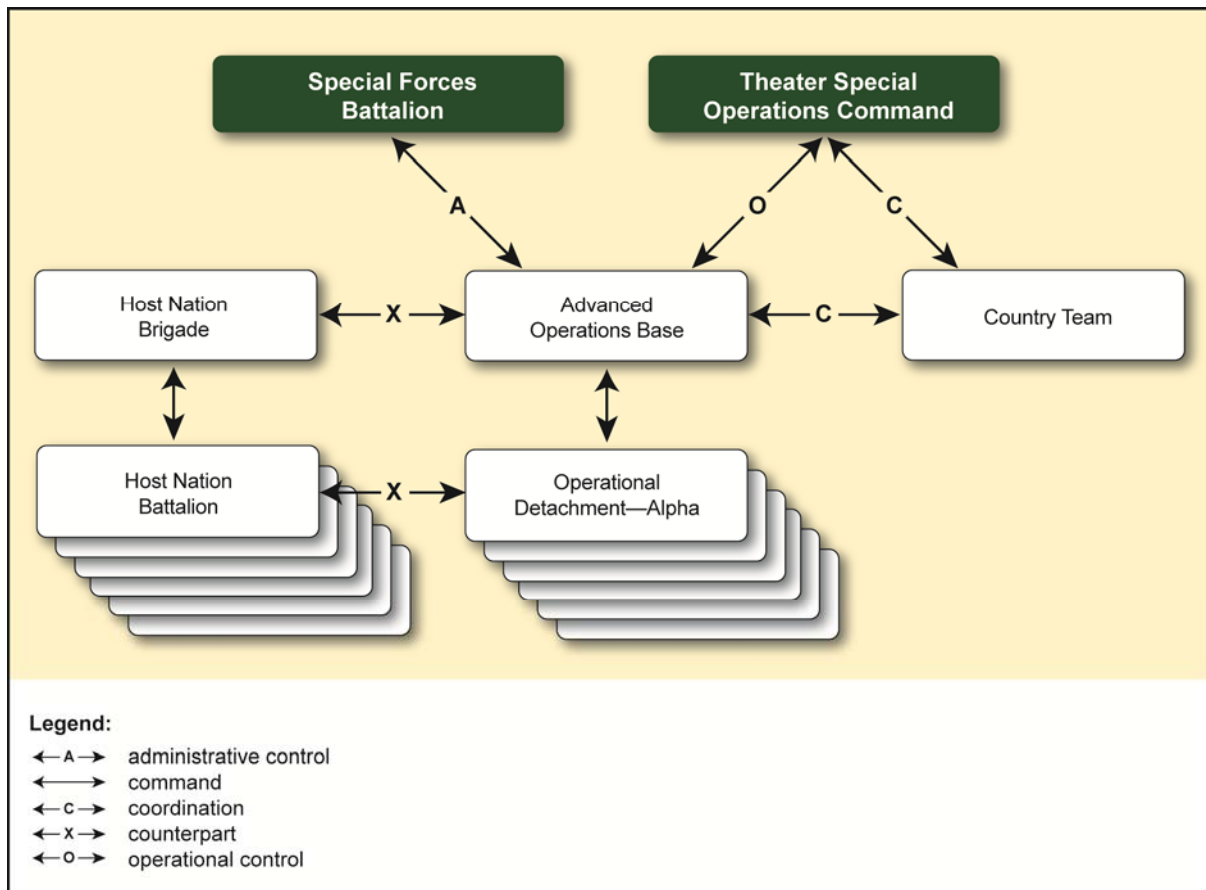 Special Forces
Battalion
Theater Special
Operations Command
A
O
C
Host Nation
Brigade
X
Advanced
Operations Base
C
Country Team
Host Nation
Battalion
X
Operational
Detachment—Alpha
Legend:
A administrative control
command
C coordination
X counterpart
O operational control